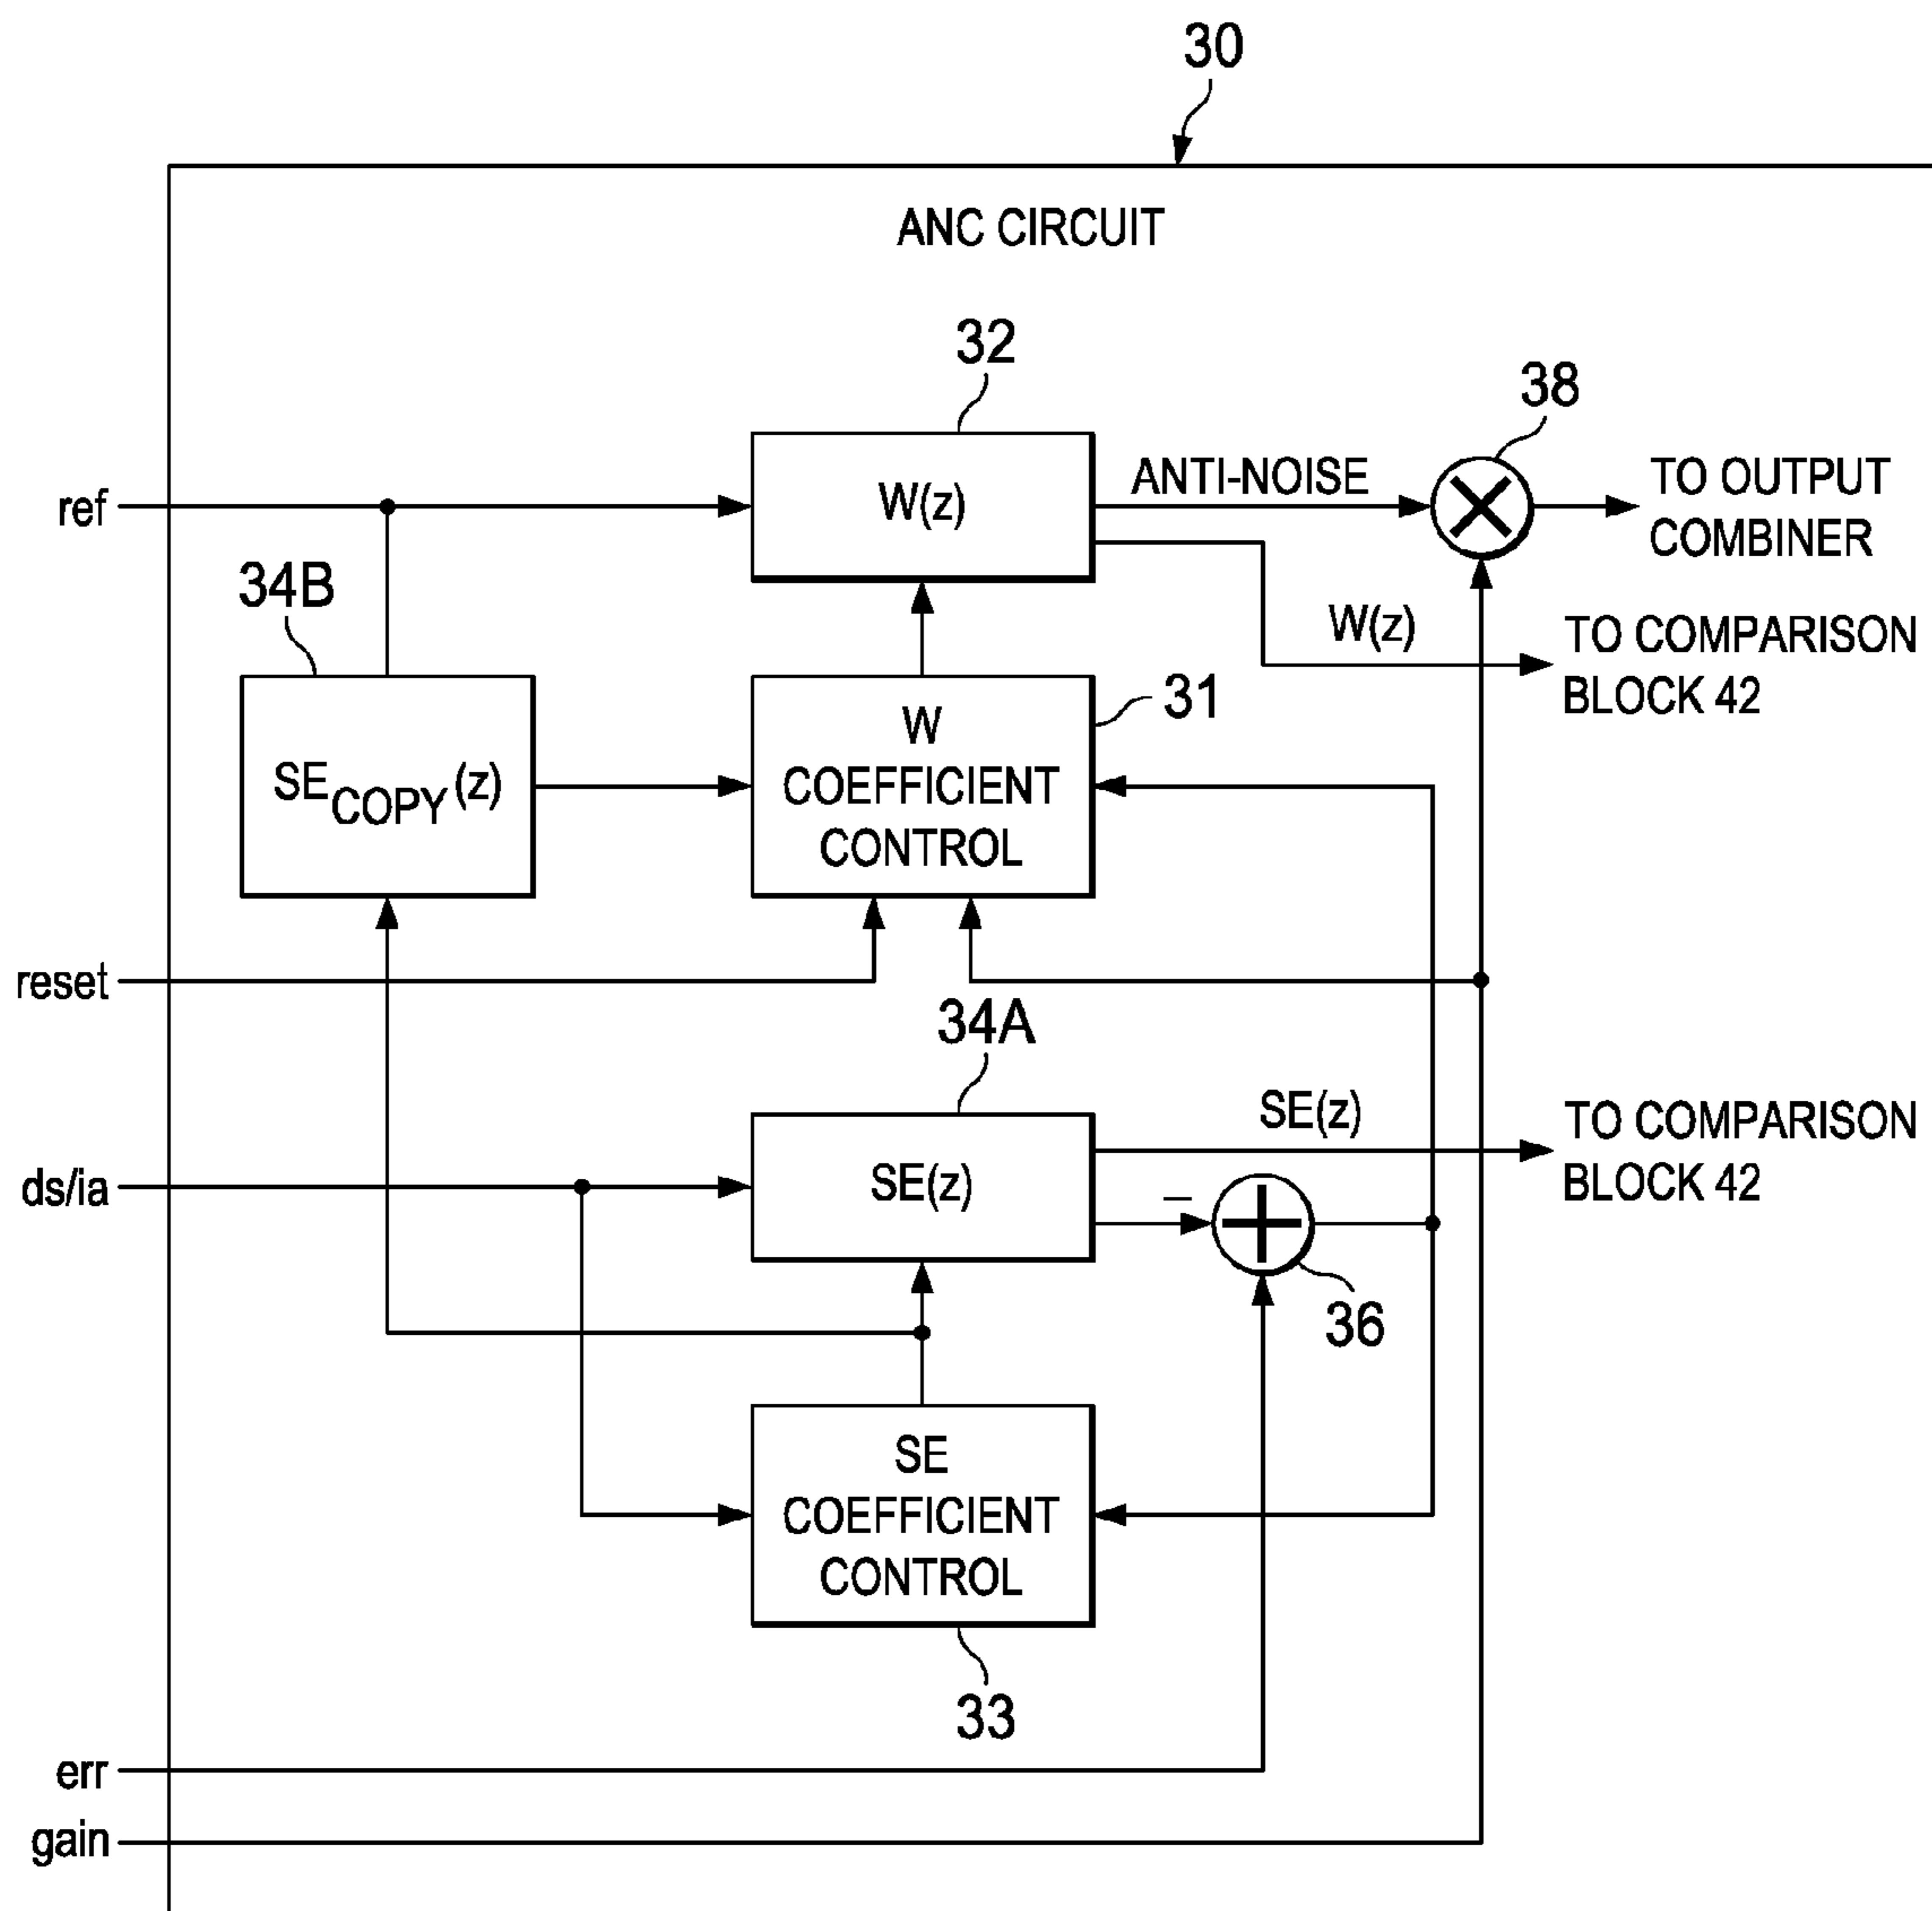 30
ANC CIRCUIT
32
38
ref
W(z)
ANTI-NOISE
TO OUTPUT
COMBINER
34B
W(z)
TO COMPARISON
BLOCK 42
31
SE COPY (z)
W
COEFFICIENT
CONTROL
reset
34A
SE(z)
TO COMPARISON
BLOCK 42
ds/ia
SE(z)
–
36
SE
COEFFICIENT
CONTROL
33
err
gain